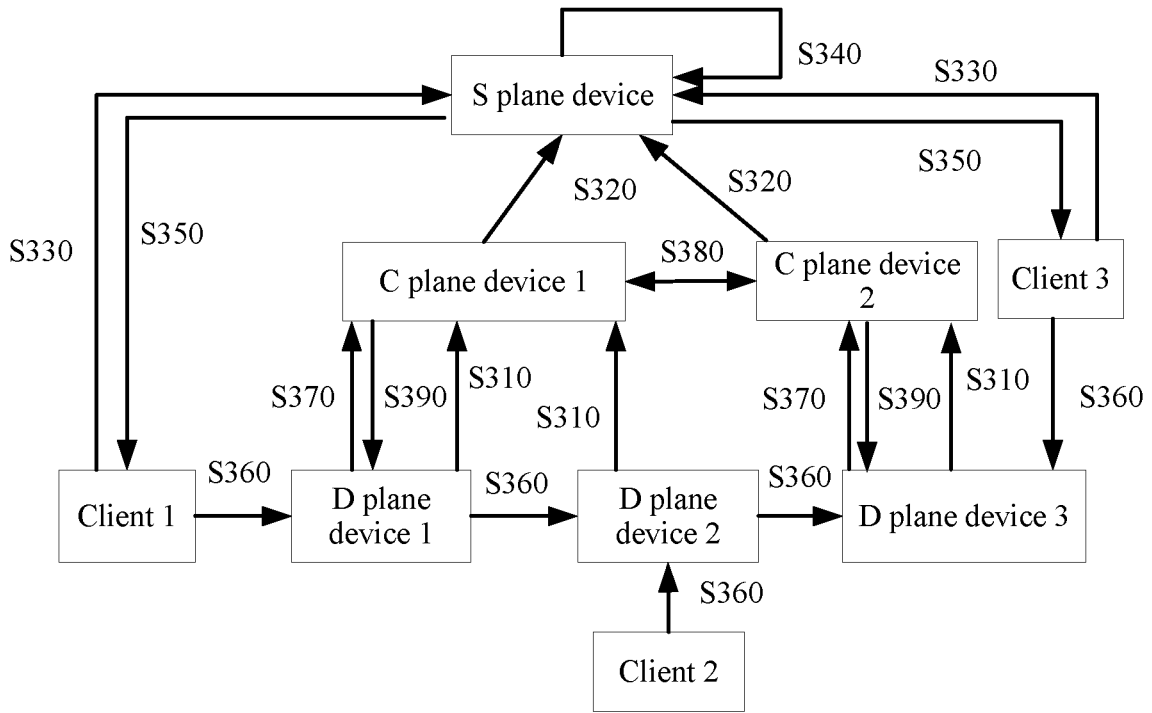 S340
S330
S plane device
S350
S320
S320
S330
S350
S380
C plane device 1
C plane device
2
Client 3
S370
S390
S310
S310
S370
S390
S310
S360
S360
S360
S360
Client 1
D plane
device 1
D plane
device 2
D plane device 3
S360
Client 2